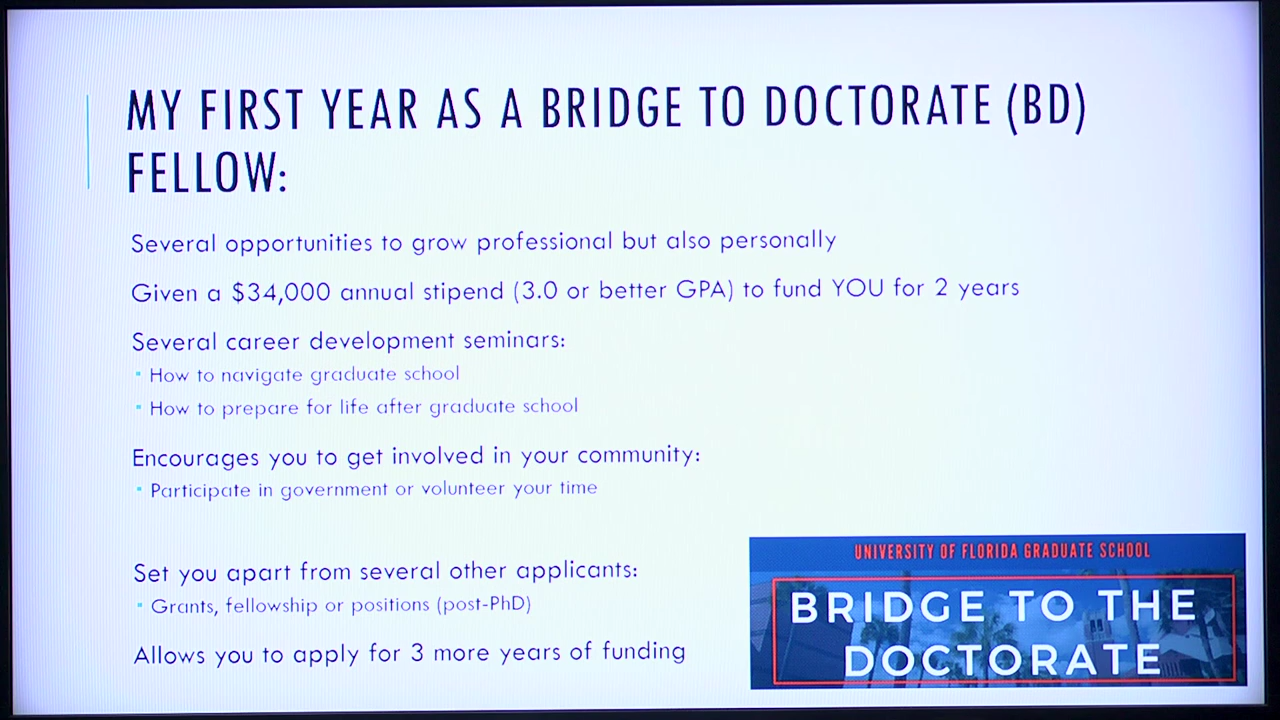 MY FIRST YEAR AS A BRIDGE TO DOCTORATE (BD)
FELLOW:
Several opportunities to grow professional but also personally
Given a $34,000 annual stipend (3.0 or better GPA) to fund YOU for 2 years
Several career development seminars:
How to navigate graduate school
How to prepare for life after graduate school
Encourages you to get involved in your community:
Participate in government or volunteer your time
Set you apart from several other applicants:
Grants, fellowship or positions (post-PhD)
Allows you to apply for 3 more years of funding
UNIVERSITY OF FLORIDA GRADUATE SCHOOL
BRIDGE TO THE
DOCTORATE